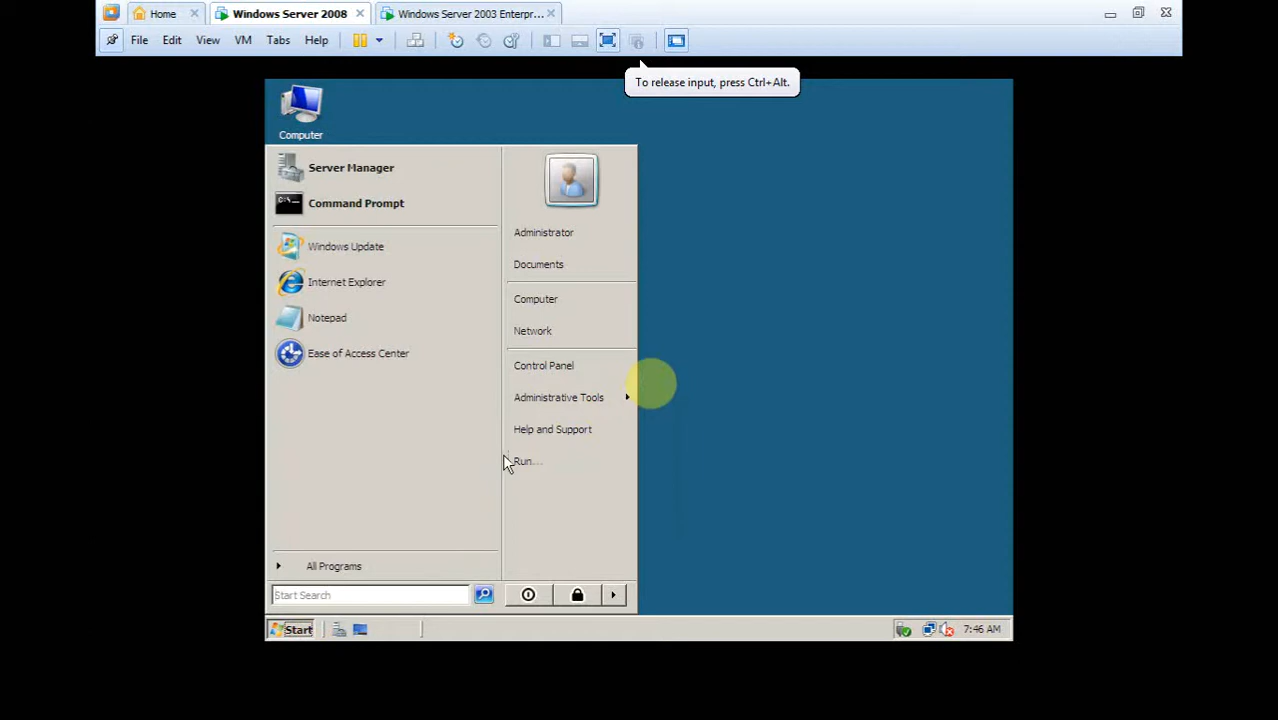 Home
Windows Server 2008
Windows Server 2003 Enterpr...
File Edit View VM Tabs Help
To release input, press Ctrl+Alt.
Computer
Server Manager
Command Prompt
Windows Update
Internet Explorer
Notepad
Ease of Access Center
All Programs
Start Search
Administrator
Documents
Computer
Network
Control Panel
Administrative Tools
Help and Support
Run...
Start
7:46 AM